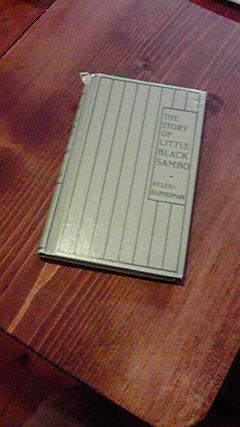 THE
STORY
OF
LITTLE
BLACK
SAMBO
HELEN-
BANNERMAN